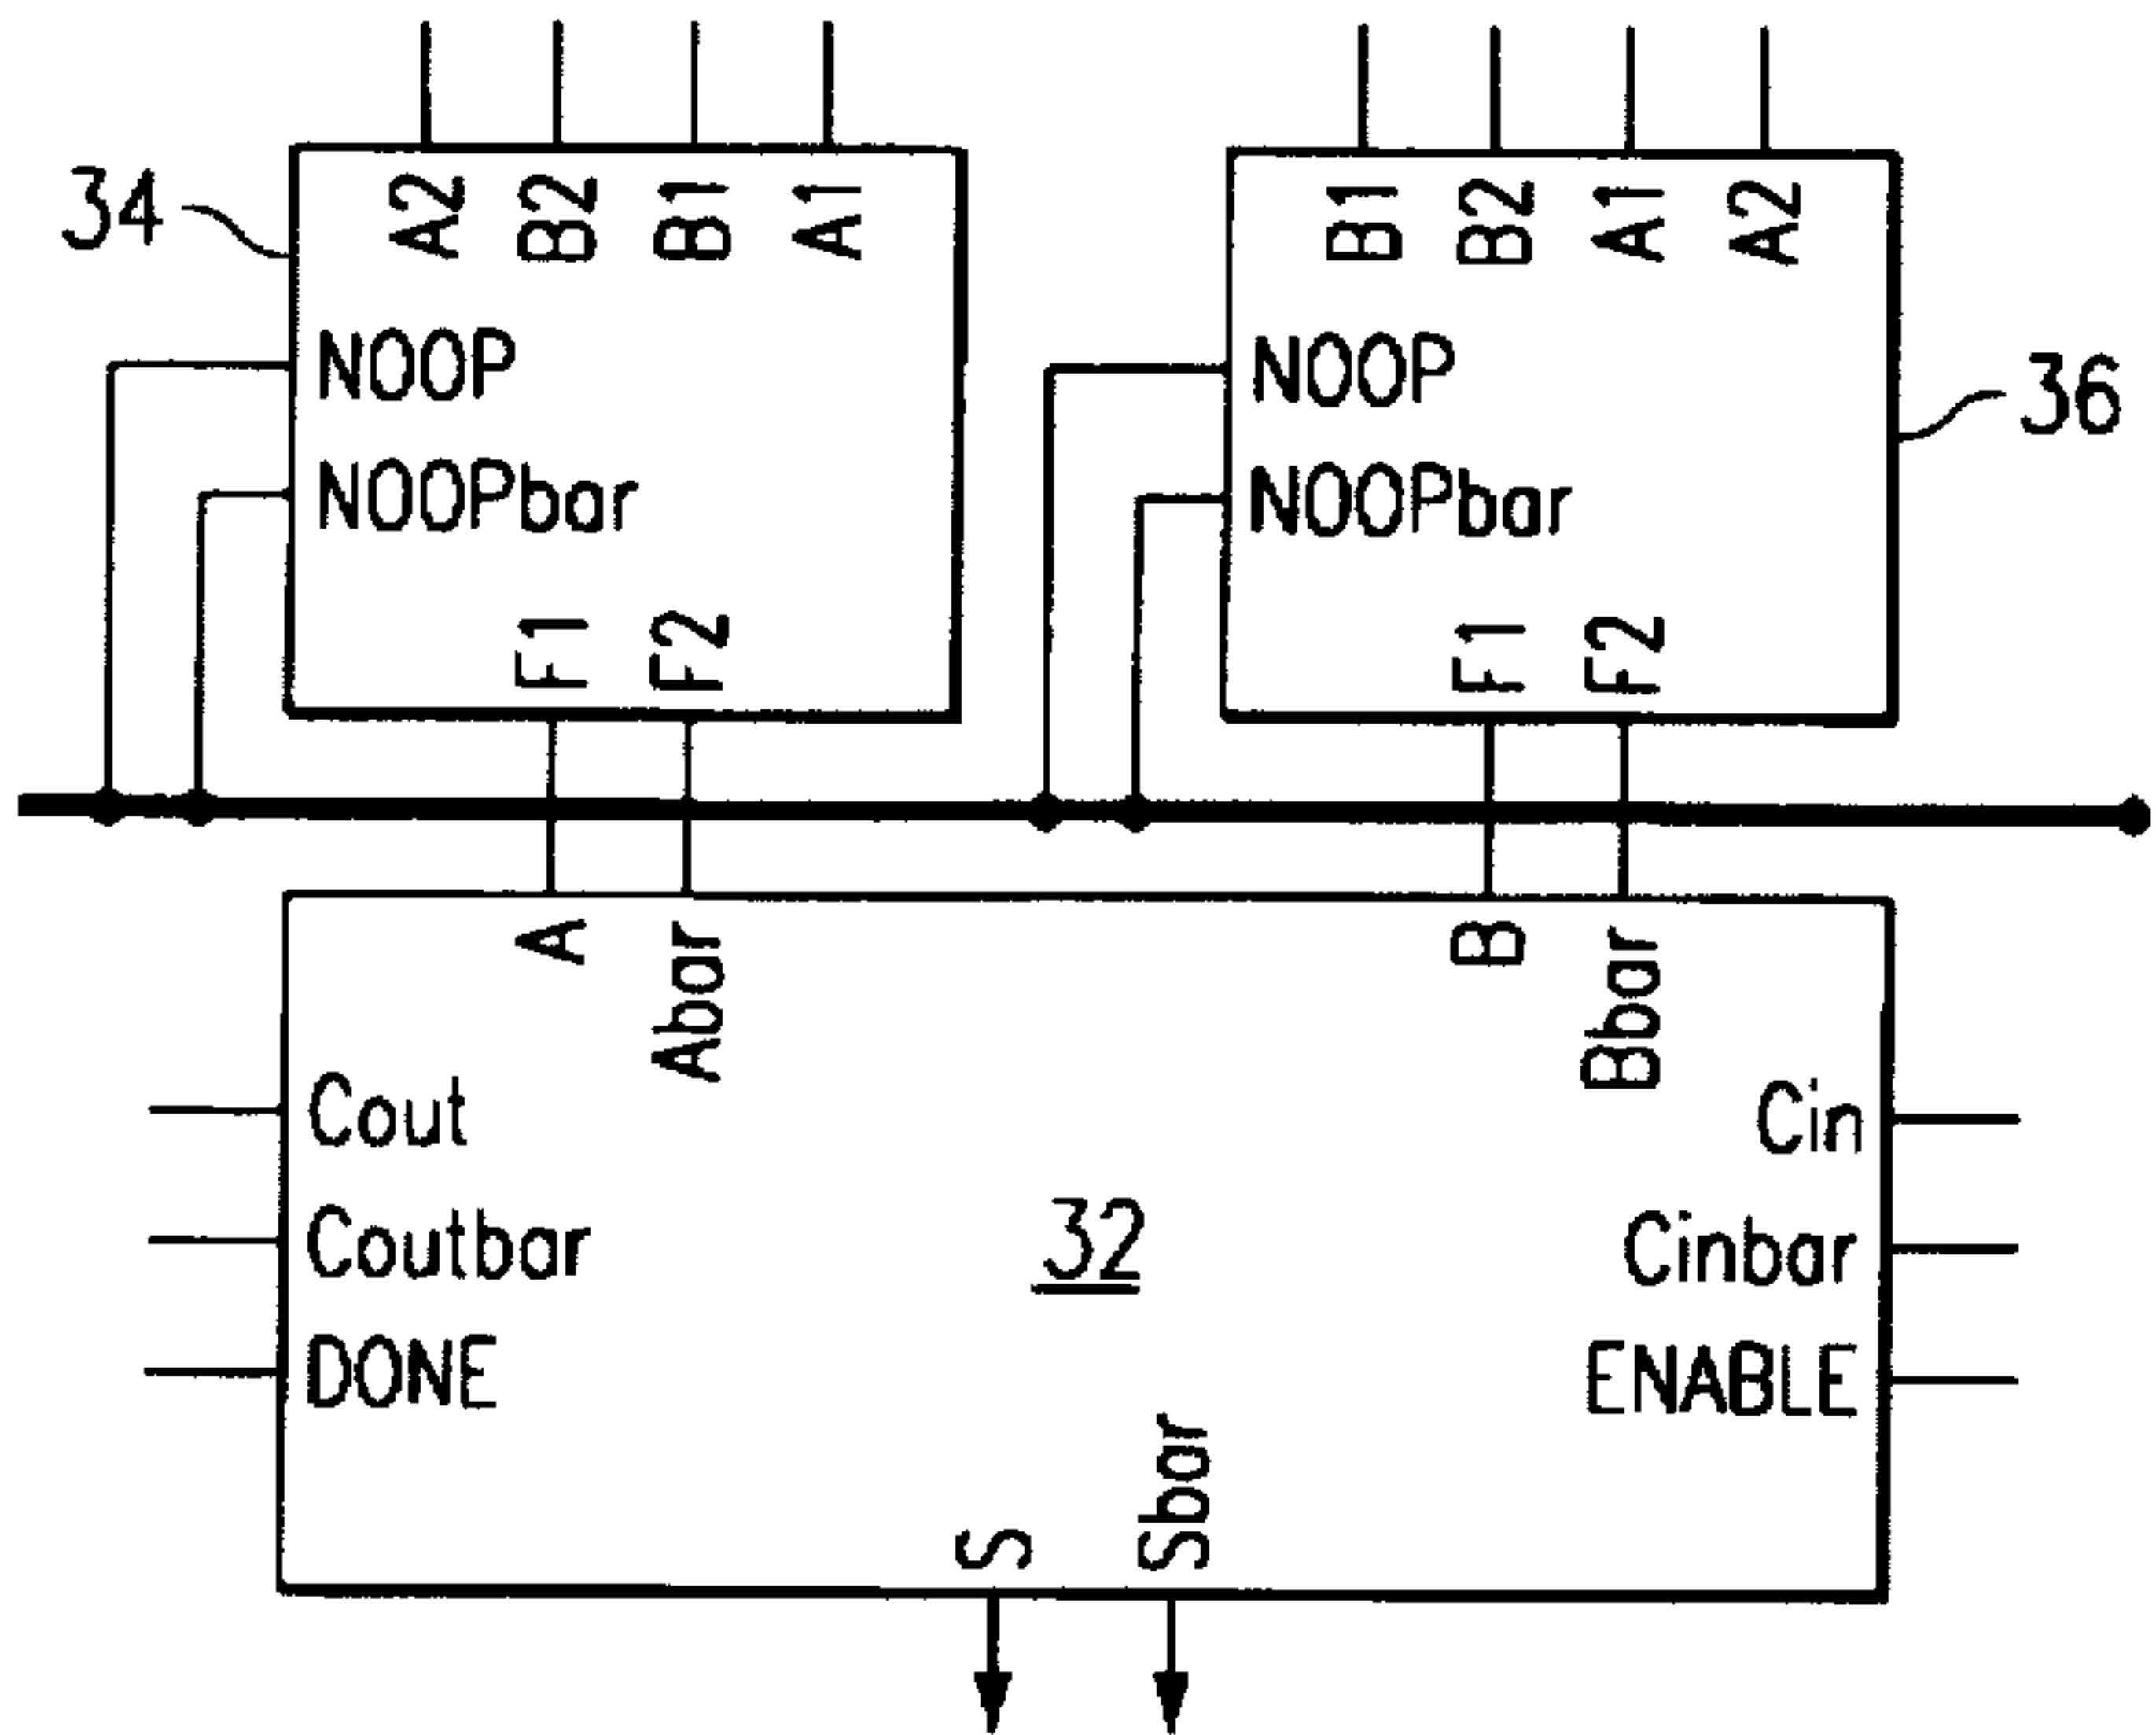 34
A2 B2 B1 A1
NOOP
NOOPbar
F1 F2
B1 B2 A1 A2
NOOP
NOOPbar
F1 F2
36
A Abar B Bbar
Cout
Coutbar
DONE
32
Cin
Cinbar
ENABLE
S Sbar